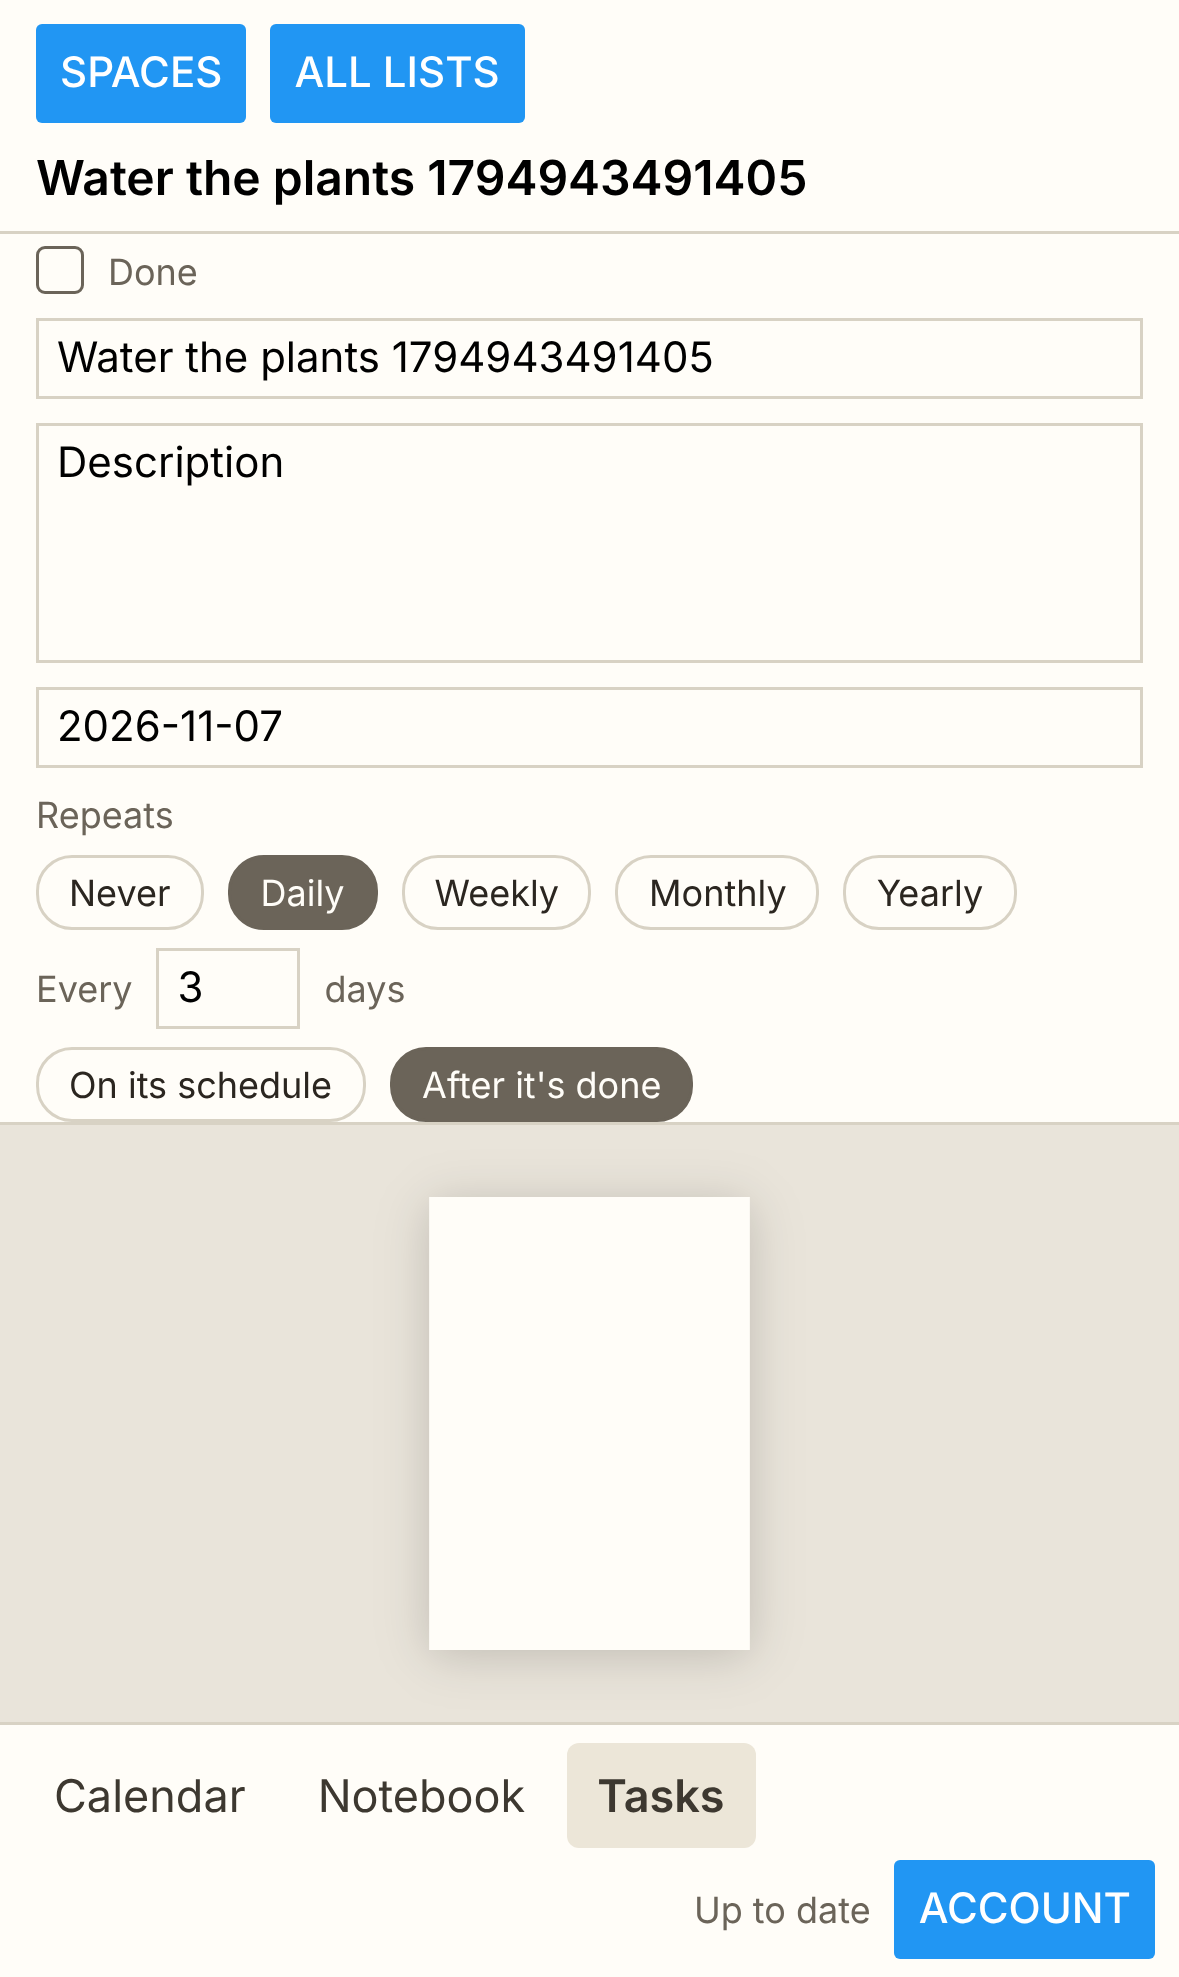 SPACES ALL LISTS
Water the plants 1794943491405
Done
Water the plants 1794943491405
Description
2026-11-07
Repeats
Never Daily Weekly Monthly Yearly
Every 3 days
On its schedule After it's done
Calendar Notebook Tasks
Up to date ACCOUNT